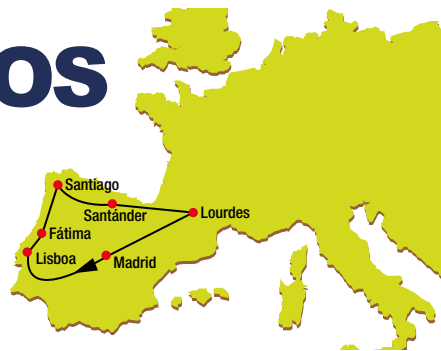 os
Santiago
Santánder
Lourdes
Fátima
Lisboa
Madrid